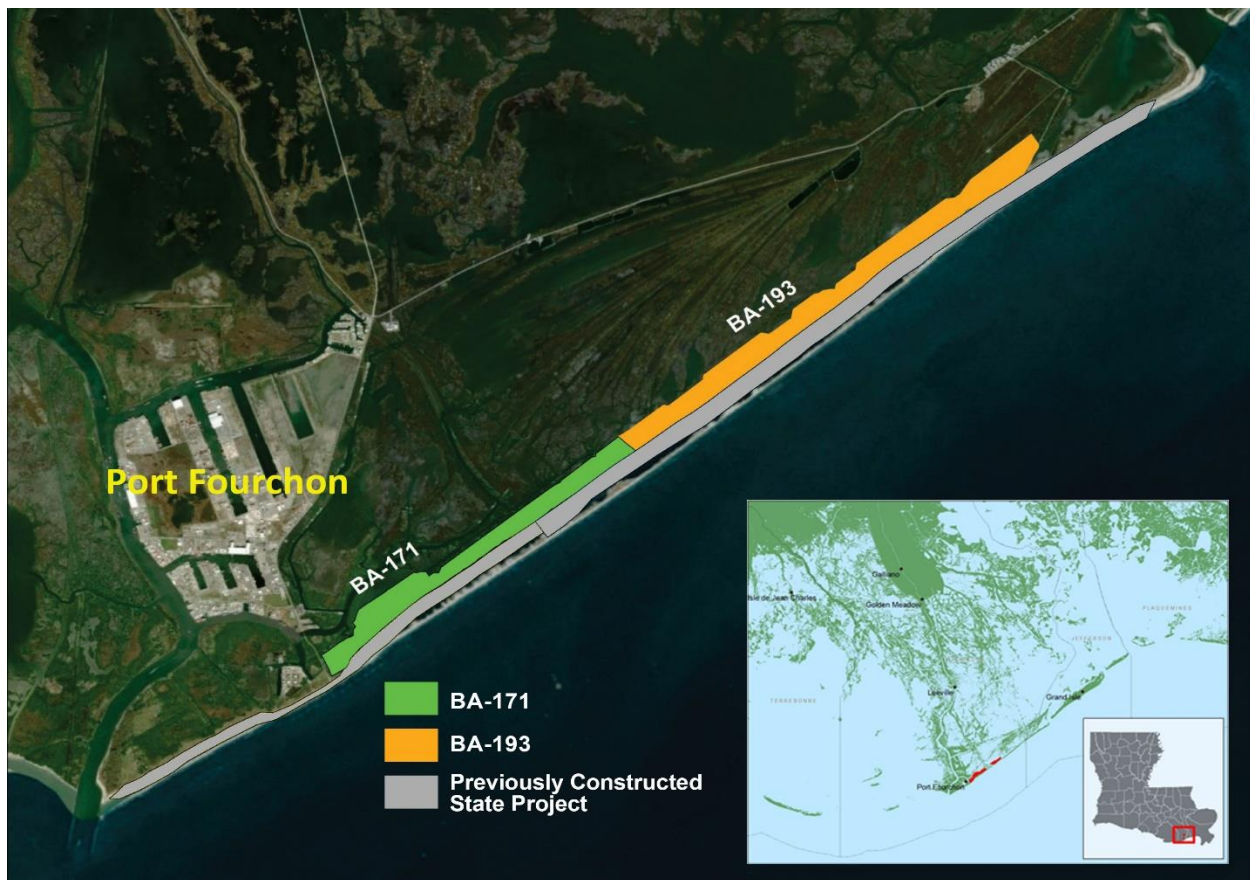 BA-193
Port Fourchon
BA-171
BA-171
BA-193
Previously Constructed
State Project
Galliano
Isle de Jean Charles
Golden Meadow
PLAQUEMINES
JEFFERSON
Leeville
Grand Isle
TERREBONNE
Port Fourchon